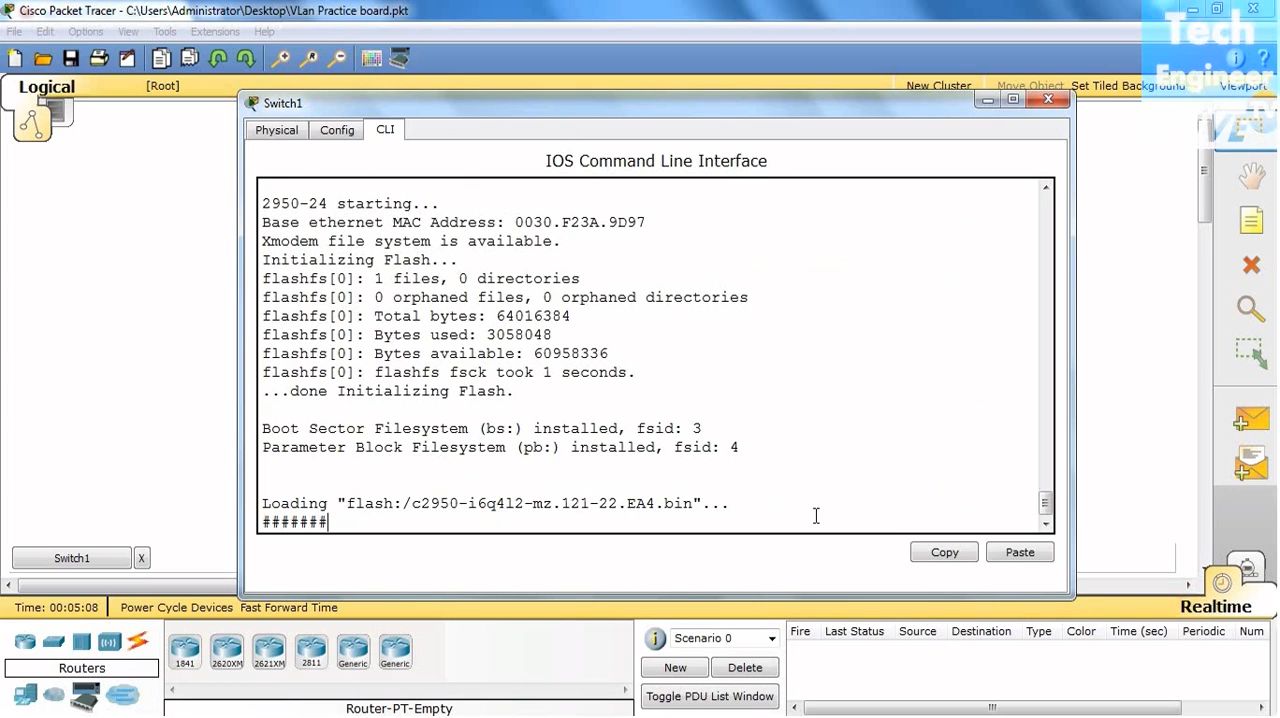 Cisco Packet Tracer - C:\Users\Administrator\Desktop\VLan Practice board.pkt
File Edit Options View Tools Extensions Help
Tech
Engineer
Logical
[Root]
New Cluster
Move Object
Set Tiled Background
Viewport
Switch1
Physical
Config
CLI
IOS Command Line Interface
2950-24 starting...
Base ethernet MAC Address: 0030.F23A.9D97
Xmodem file system is available.
Initializing Flash...
flashfs[0]: 1 files, 0 directories
flashfs[0]: 0 orphaned files, 0 orphaned directories
flashfs[0]: Total bytes: 64016384
flashfs[0]: Bytes used: 3058048
flashfs[0]: Bytes available: 60958336
flashfs[0]: flashfs fsck took 1 seconds.
...done Initializing Flash.
Boot Sector Filesystem (bs:) installed, fsid: 3
Parameter Block Filesystem (pb:) installed, fsid: 4
Loading "flash:/c2950-i6q4l2-mz.121-22.EA4.bin"...
#######
Copy
Paste
Switch1
X
Time: 00:05:08
Power Cycle Devices
Fast Forward Time
Realtime
Routers
1841
2620XM
2621XM
2811
Generic
Generic
Router-PT-Empty
Scenario 0
New
Delete
Toggle PDU List Window
Fire Last Status Source Destination Type Color Time (sec) Periodic Num